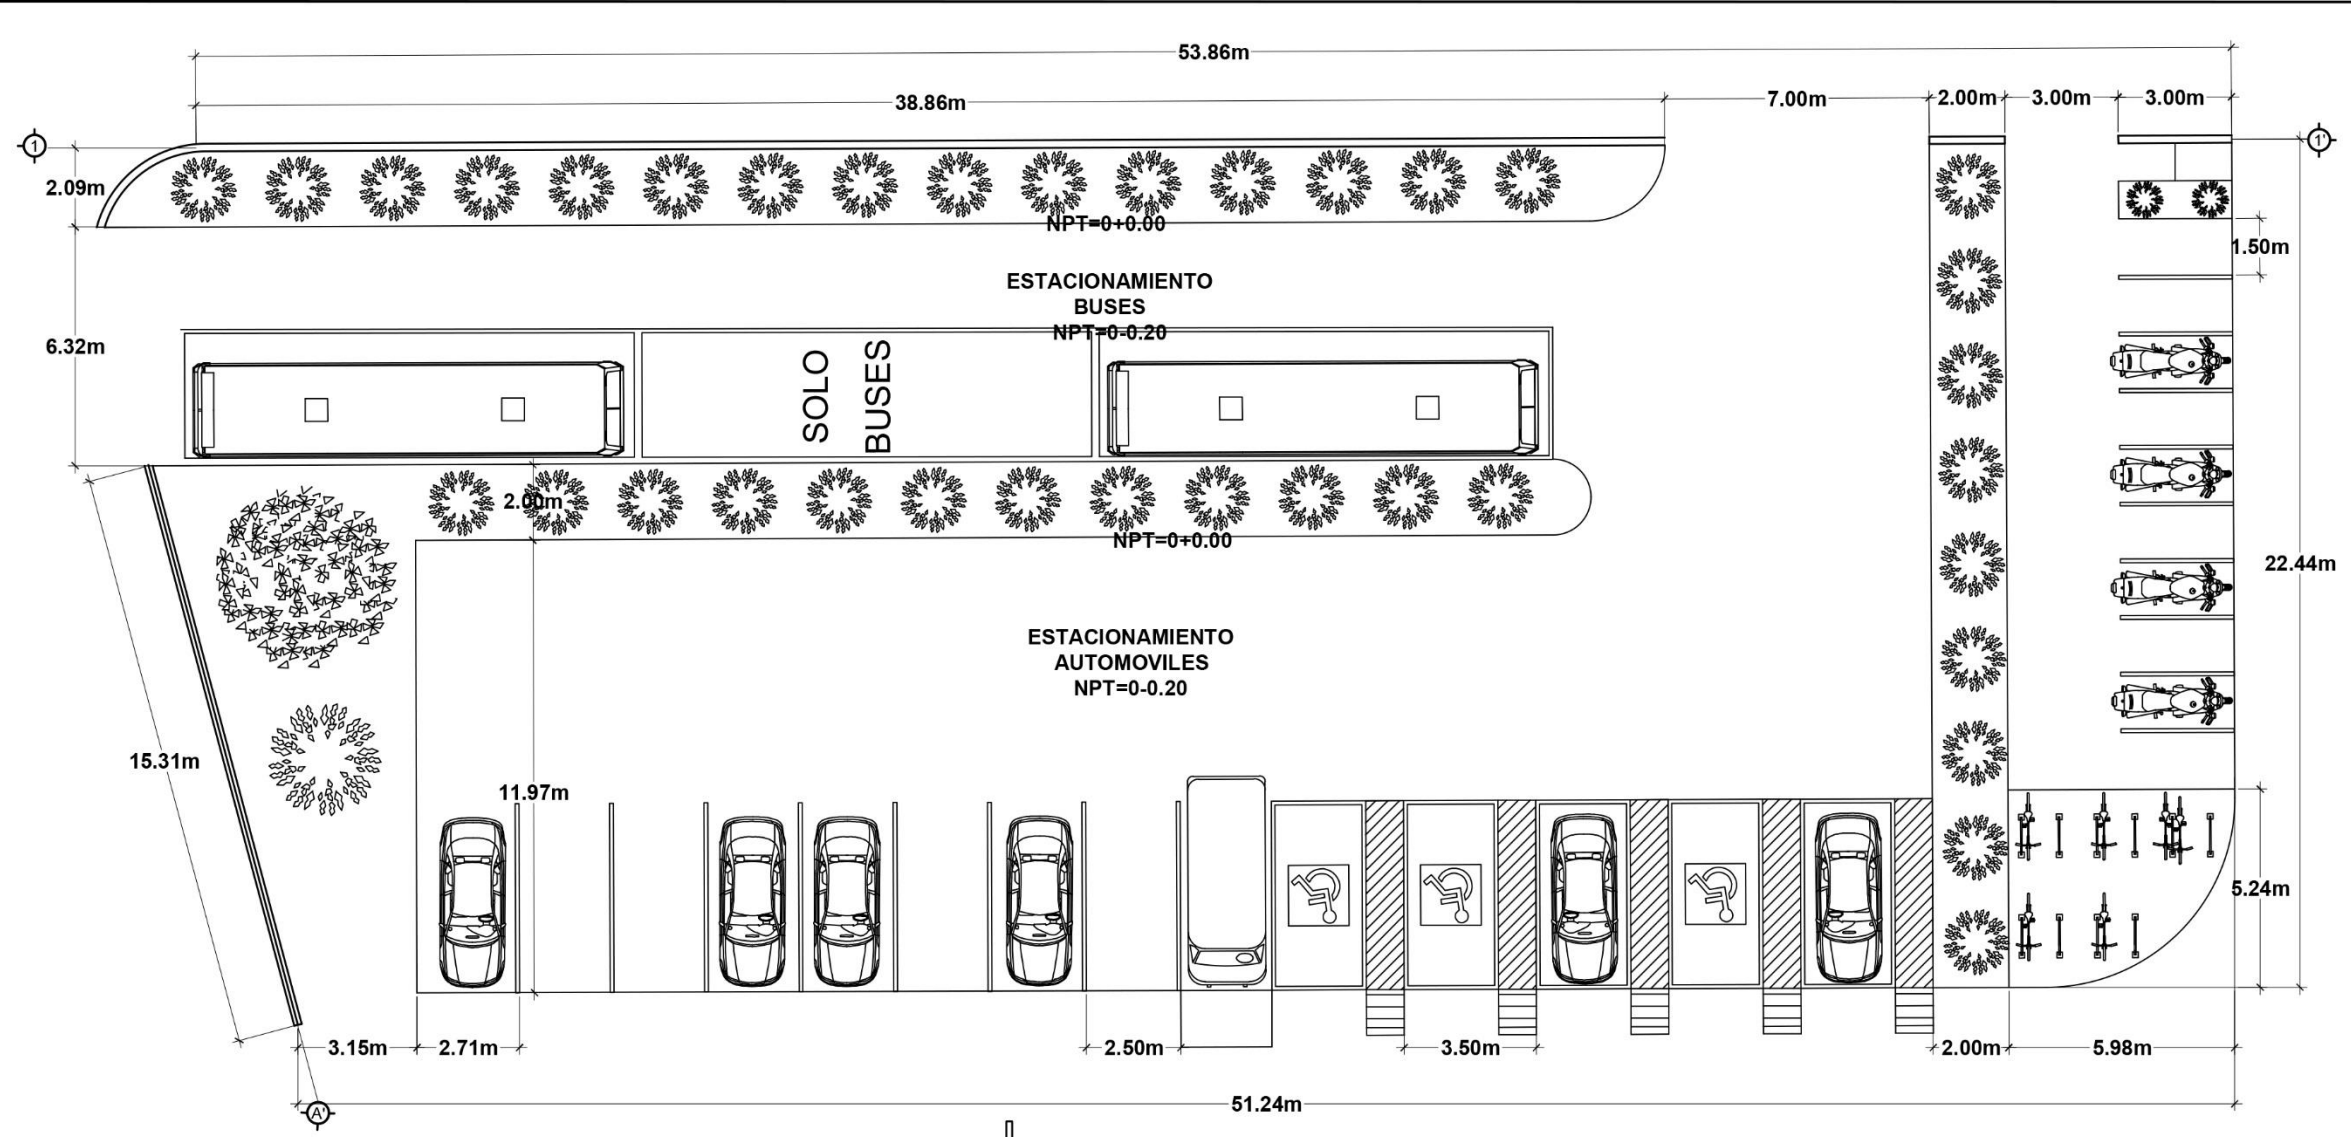 53.86m
38.86m
7.00m
2.00m
3.00m
3.00m
1
1'
2.09m
NPT=0+0.00
1.50m
ESTACIONAMIENTO
BUSES
NPT=0-0.20
6.32m
SOLO
BUSES
2.00m
NPT=0+0.00
22.44m
ESTACIONAMIENTO
AUTOMOVILES
NPT=0-0.20
15.31m
11.97m
5.24m
3.15m
2.71m
2.50m
3.50m
2.00m
5.98m
51.24m
A'